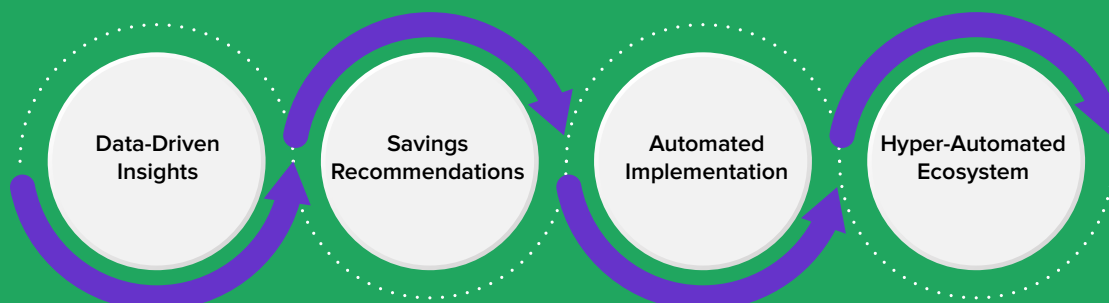 Data-Driven
Insights
Savings
Recommendations
Automated
Implementation
Hyper-Automated
Ecosystem